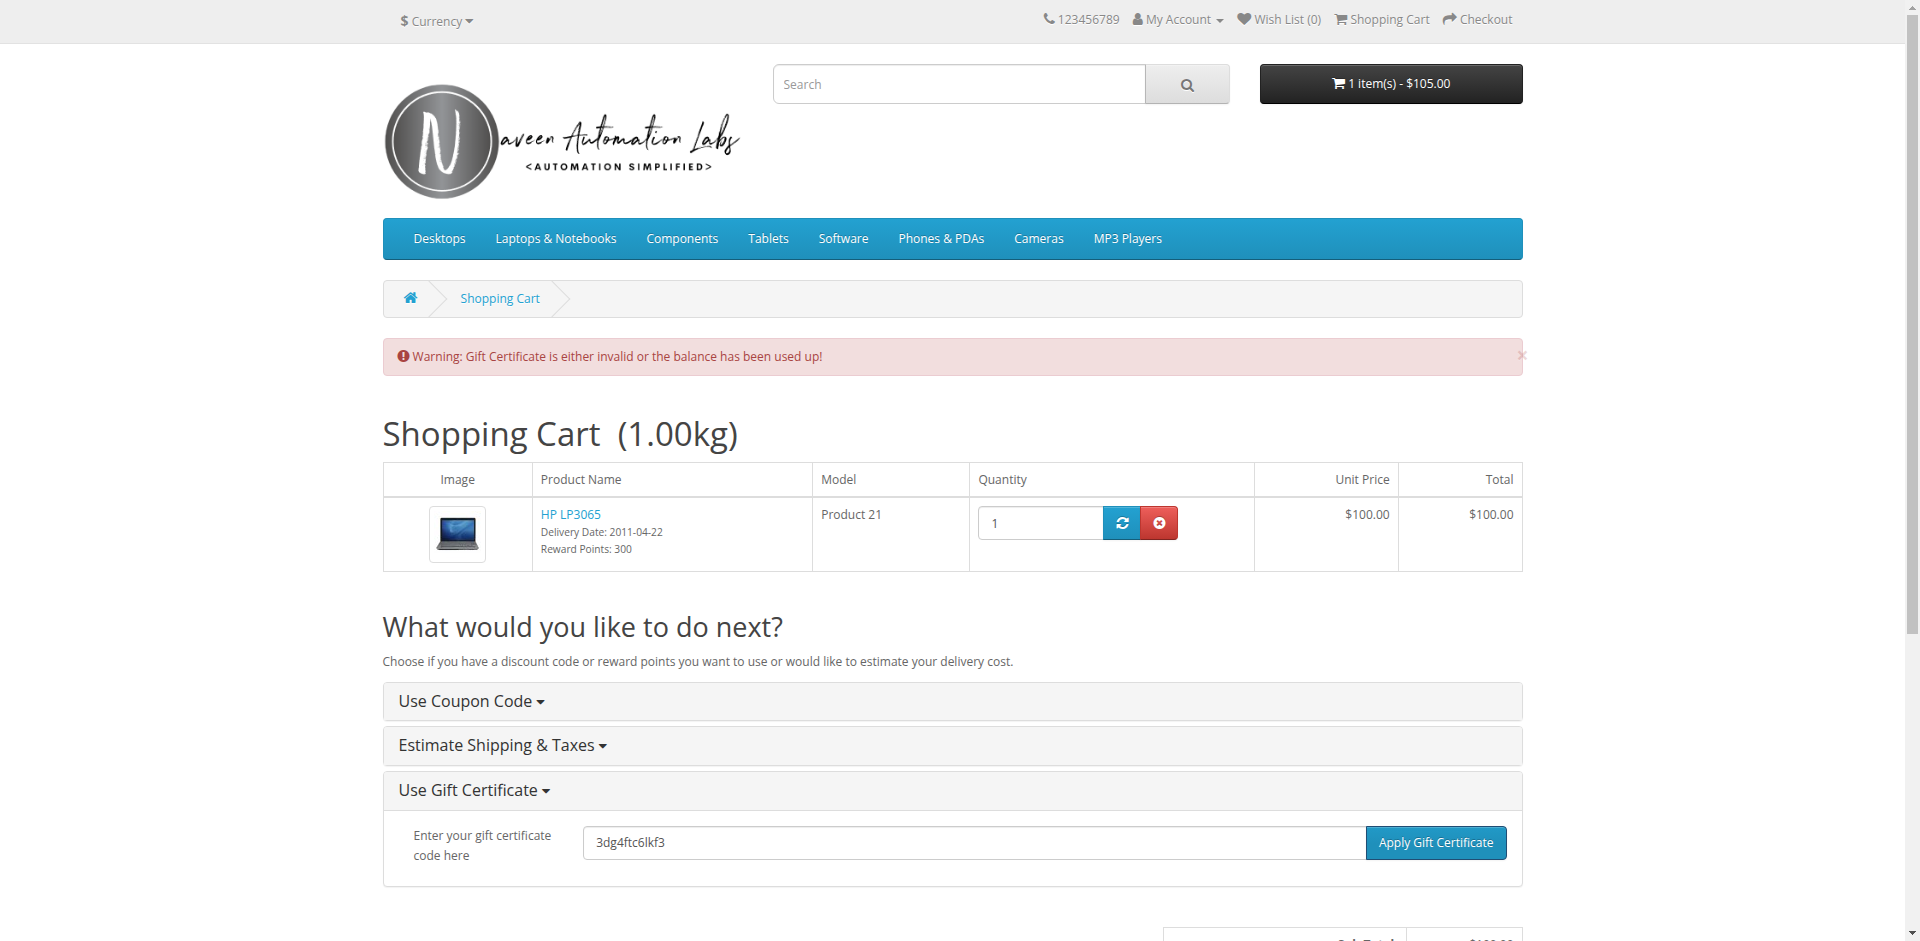 $ Currency
123456789 My Account Wish List (0) Shopping Cart Checkout
Search
1 item(s) - $105.00
N aveen Automation Labs
<AUTOMATION SIMPLIFIED>
Desktops Laptops & Notebooks Components Tablets Software Phones & PDAs Cameras MP3 Players
Shopping Cart
Warning: Gift Certificate is either invalid or the balance has been used up!
×
Shopping Cart (1.00kg)
Image Product Name Model Quantity Unit Price Total
HP LP3065 Product 21 1 $100.00 $100.00
Delivery Date: 2011-04-22
Reward Points: 300
What would you like to do next?
Choose if you have a discount code or reward points you want to use or would like to estimate your delivery cost.
Use Coupon Code
Estimate Shipping & Taxes
Use Gift Certificate
Enter your gift certificate code here
3dg4ftc6lkf3
Apply Gift Certificate